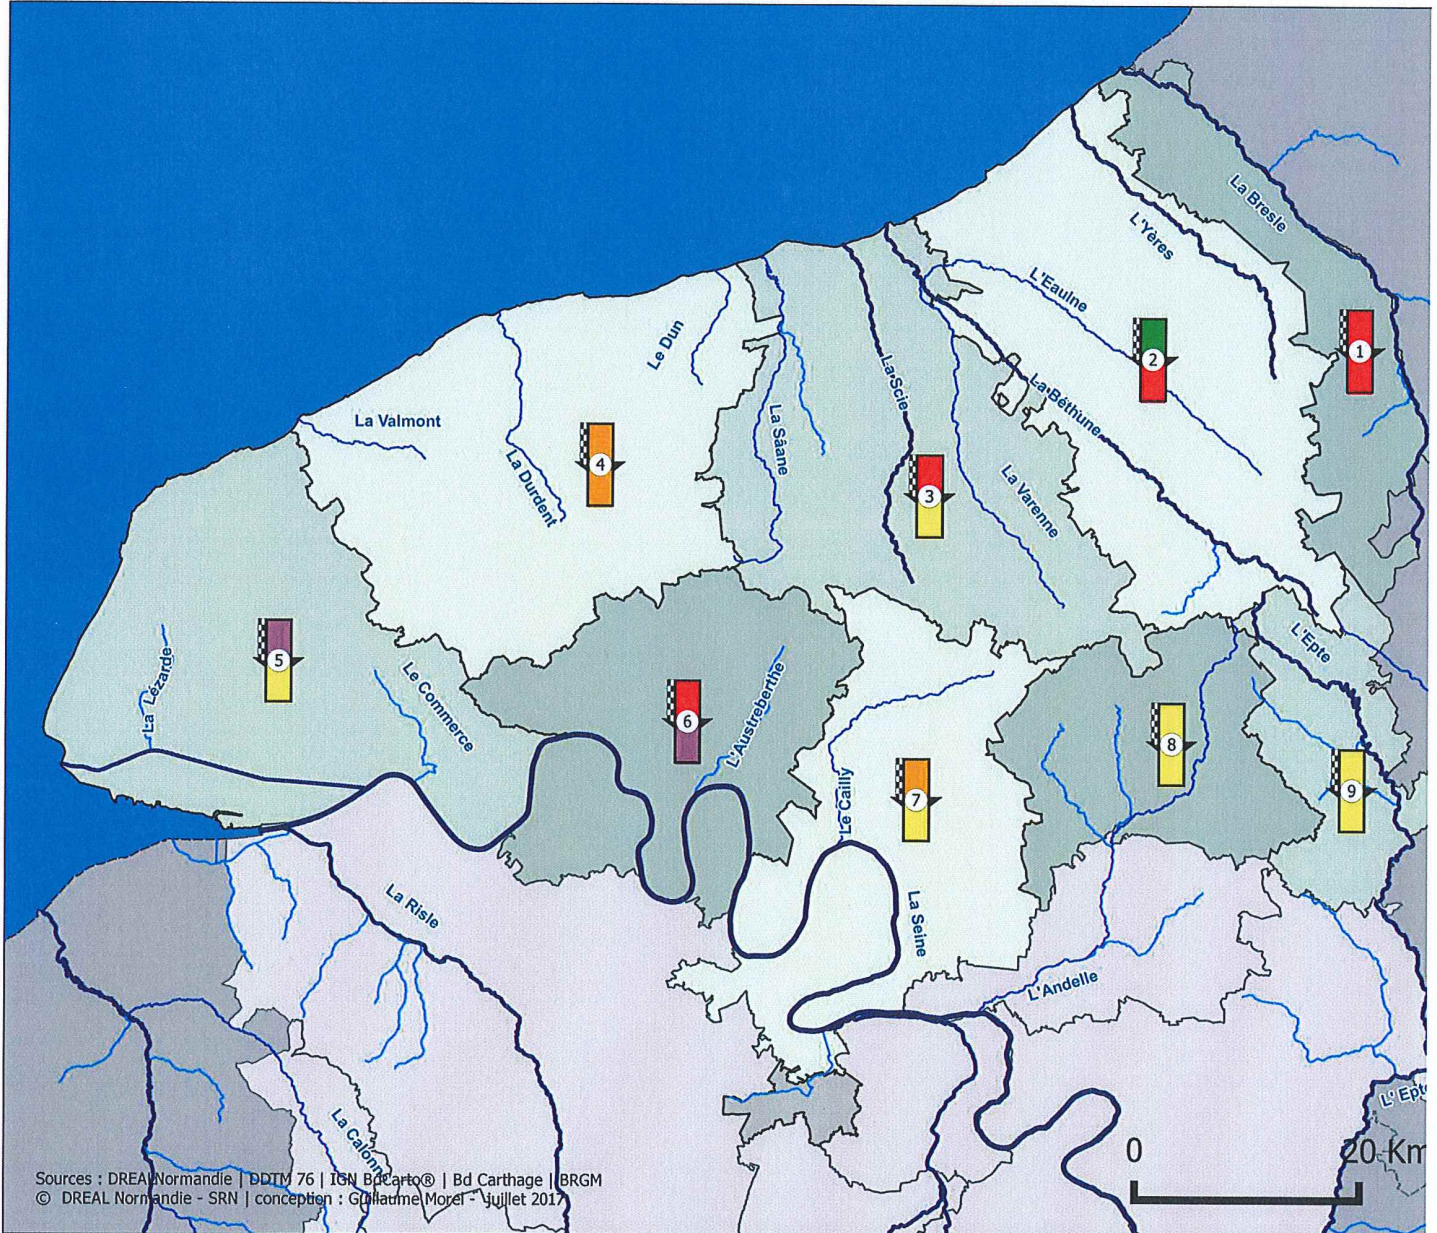 La Bresle
L'Yères
L'Eaulne
Le Dun
1
2
La Scie
La Béthune
La Valmont
La Sâane
4
La Durdent
3
La Varenne
L'Epte
5
La Lézarde
Le Commerce
L'Austreberthe
6
8
7
9
Le Cailly
La Risle
La Seine
L'Andelle
L' Epte
La Calonne
0 20 Km
Sources : DREAL Normandie | DDTM 76 | IGN BdCarto® | Bd Carthage | BRGM
© DREAL Normandie - SRN | conception : Guillaume Morel - juillet 2017